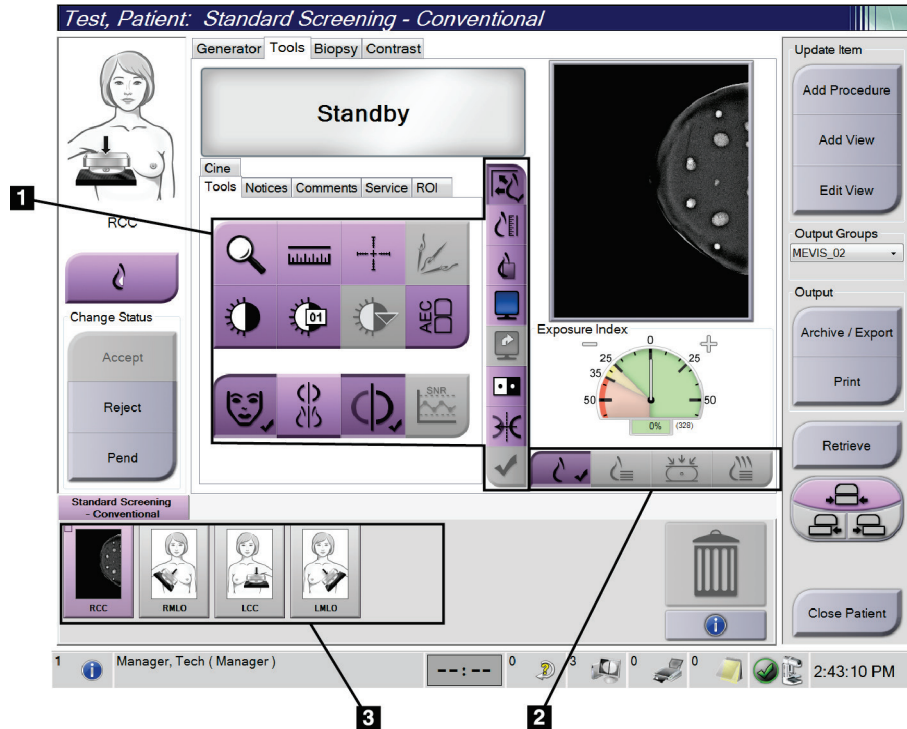 Test, Patient: Standard Screening - Conventional
Generator Tools Biopsy Contrast
Standby
Cine
Tools Notices Comments Service ROI
1
RCC
01
AEC
SNR
Change Status
Accept
Reject
Pend
Exposure Index
0
25 25
35
50 50
0% (328)
Update Item
Add Procedure
Add View
Edit View
Output Groups
MEVIS_02
Output
Archive / Export
Print
Retrieve
Close Patient
Standard Screening
- Conventional
RCC RMLO LCC LMLO
1 Manager, Tech ( Manager ) --:-- 0 3 0 0 2:43:10 PM
3 2